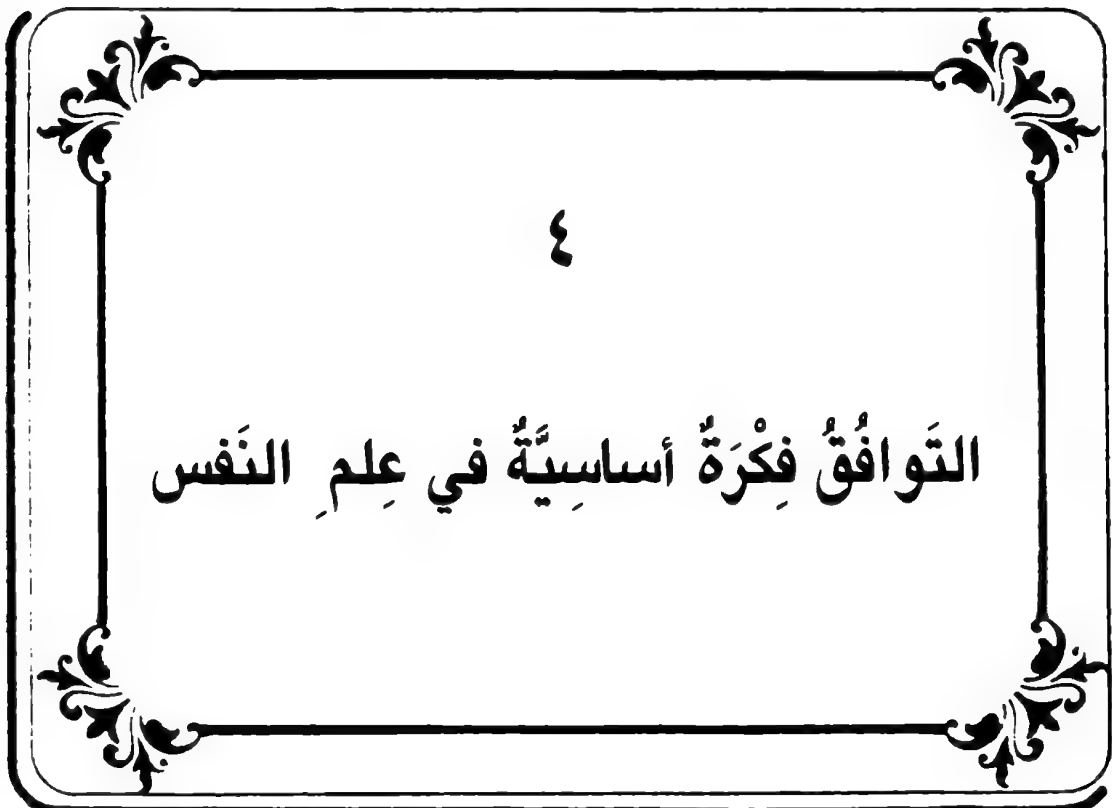 ٤
التَوافُقُ فِكْرَةٌ أساسِيَّةٌ في عِلمِ النَفس